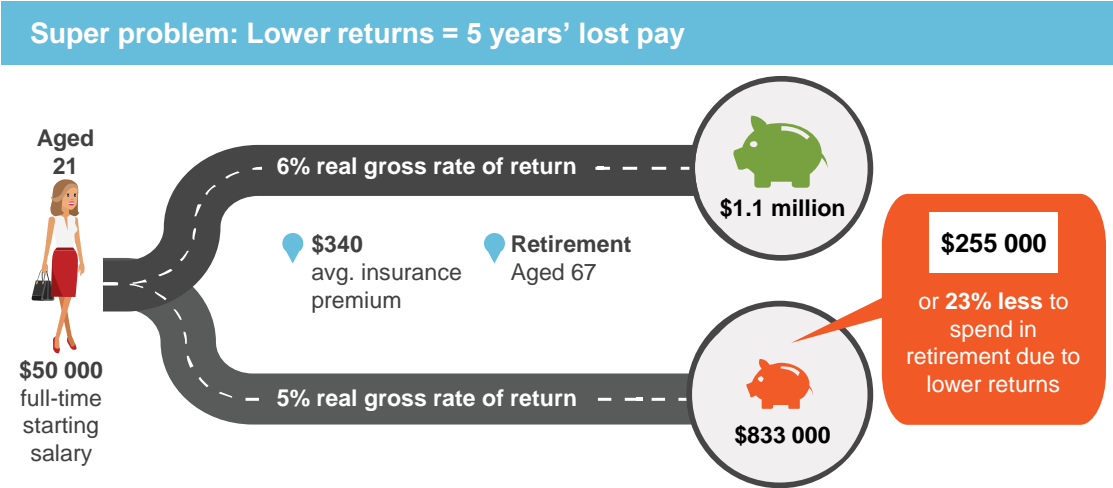 Super problem: Lower returns = 5 years’ lost pay
Aged
21
$50 000
full-time
starting
salary
6% real gross rate of return
$1.1 million
$340
avg. insurance
premium
Retirement
Aged 67
5% real gross rate of return
$833 000
$255 000
or 23% less to
spend in
retirement due to
lower returns